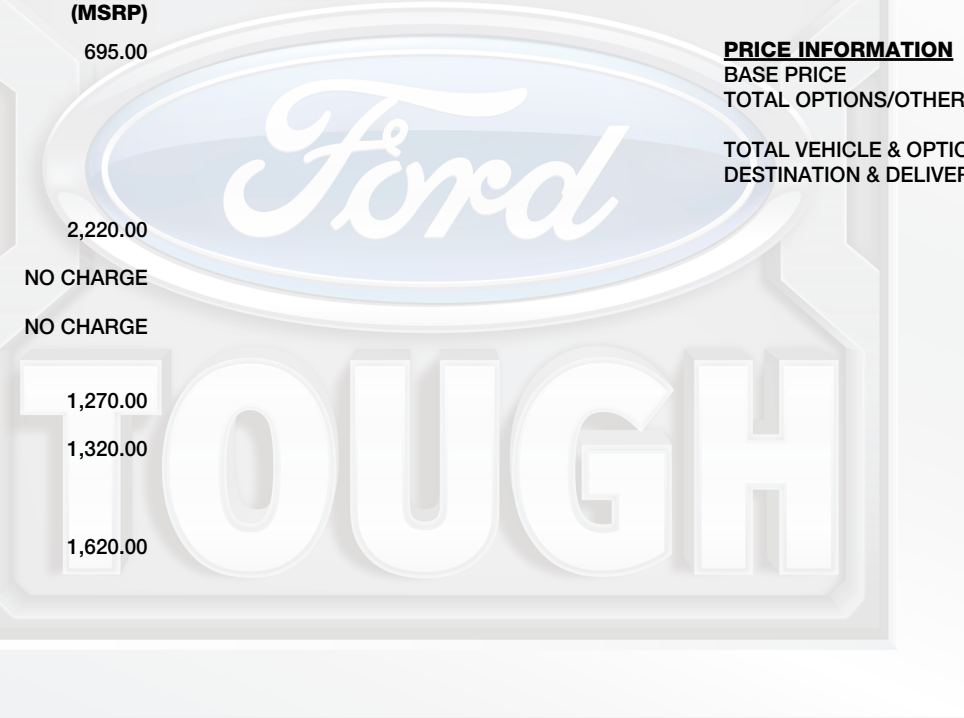 (MSRP)
695.00
2,220.00
NO CHARGE
NO CHARGE
1,270.00
1,320.00
1,620.00
PRICE INFORMATION
BASE PRICE
TOTAL OPTIONS/OTHER
TOTAL VEHICLE & OPTIO
DESTINATION & DELIVER
Ford
TOUGH